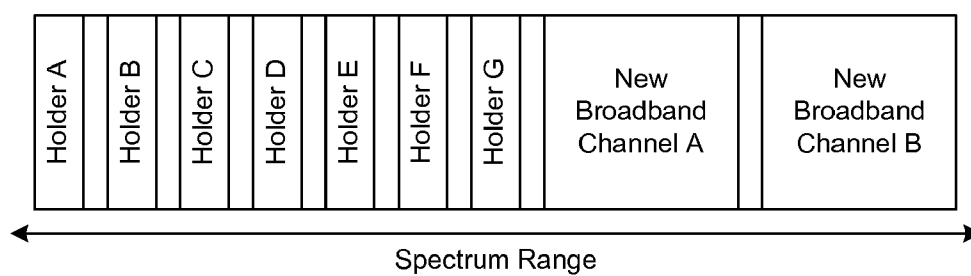 Holder A
Holder B
Holder C
Holder D
Holder E
Holder F
Holder G
New
Broadband
Channel A
New
Broadband
Channel B
Spectrum Range